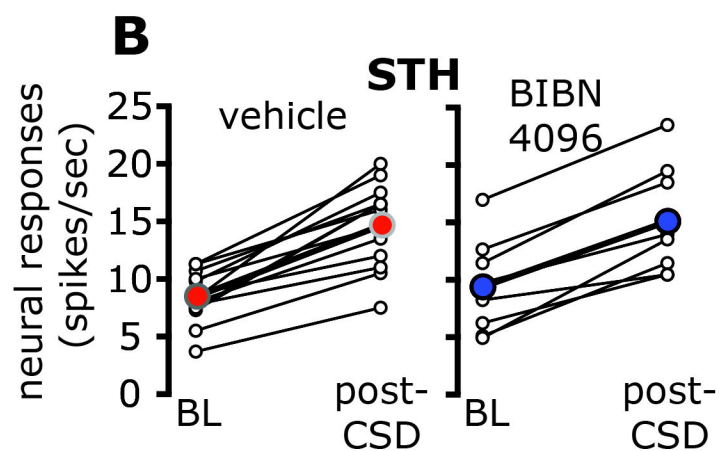 B
STH
neural responses
(spikes/sec)
vehicle
BIBN
4096
25
20
15
10
5
0
BL
post-
CSD
BL
post-
CSD